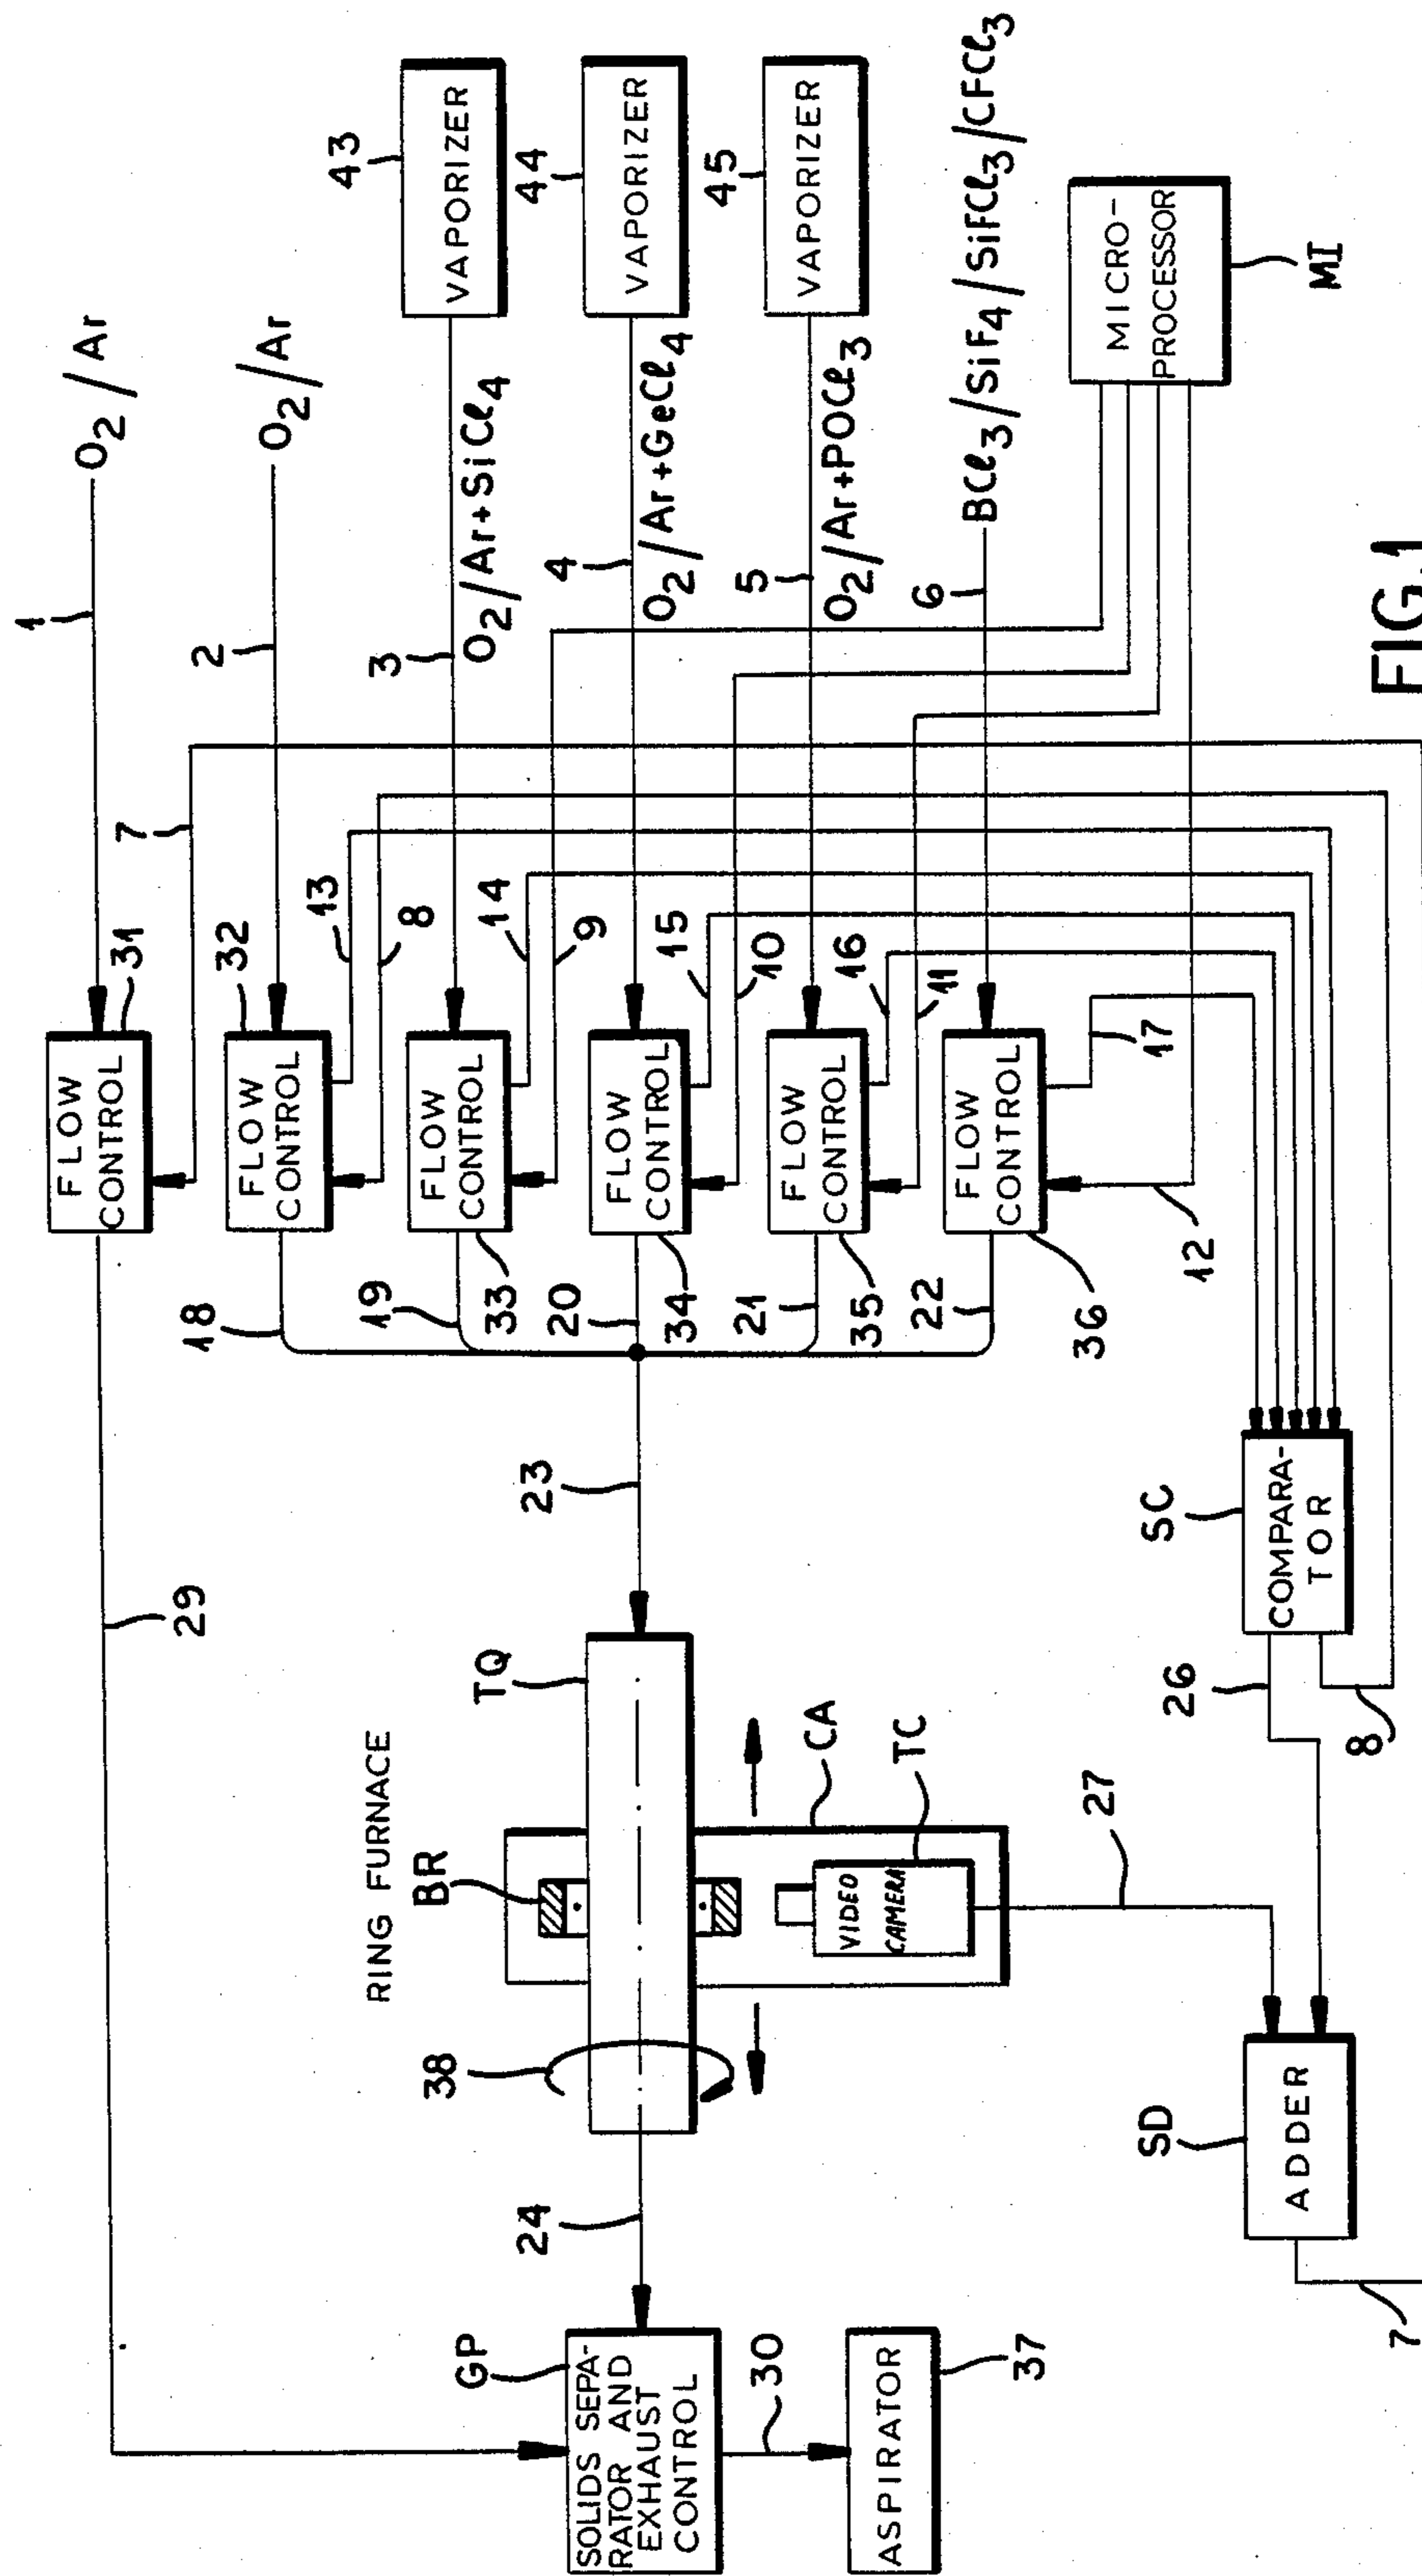 29
1
O2/Ar
FLOW
CONTROL
31
7
18
2
O2/Ar
FLOW
CONTROL
32
13
8
RING FURNACE
19
3
43
FLOW
CONTROL
33
VAPORIZER
O2/Ar+SiCl4
14
9
GP
24
38
BR
TQ
23
20
4
44
SOLIDS SEPA-
RATOR AND
EXHAUST
CONTROL
FLOW
CONTROL
34
VAPORIZER
O2/Ar+GeCl4
15
10
30
21
5
45
FLOW
CONTROL
35
VAPORIZER
O2/Ar+POCl3
16
11
CA
TC
VIDEO
CAMERA
22
6
BCl3/SiF4/SiFCl3/CFCl3
FLOW
CONTROL
36
17
12
ASPIRATOR
37
27
MICRO-
PROCESSOR
MI
SD
26
SC
ADDER
COMPARA-
TOR
7
8
FIG.1